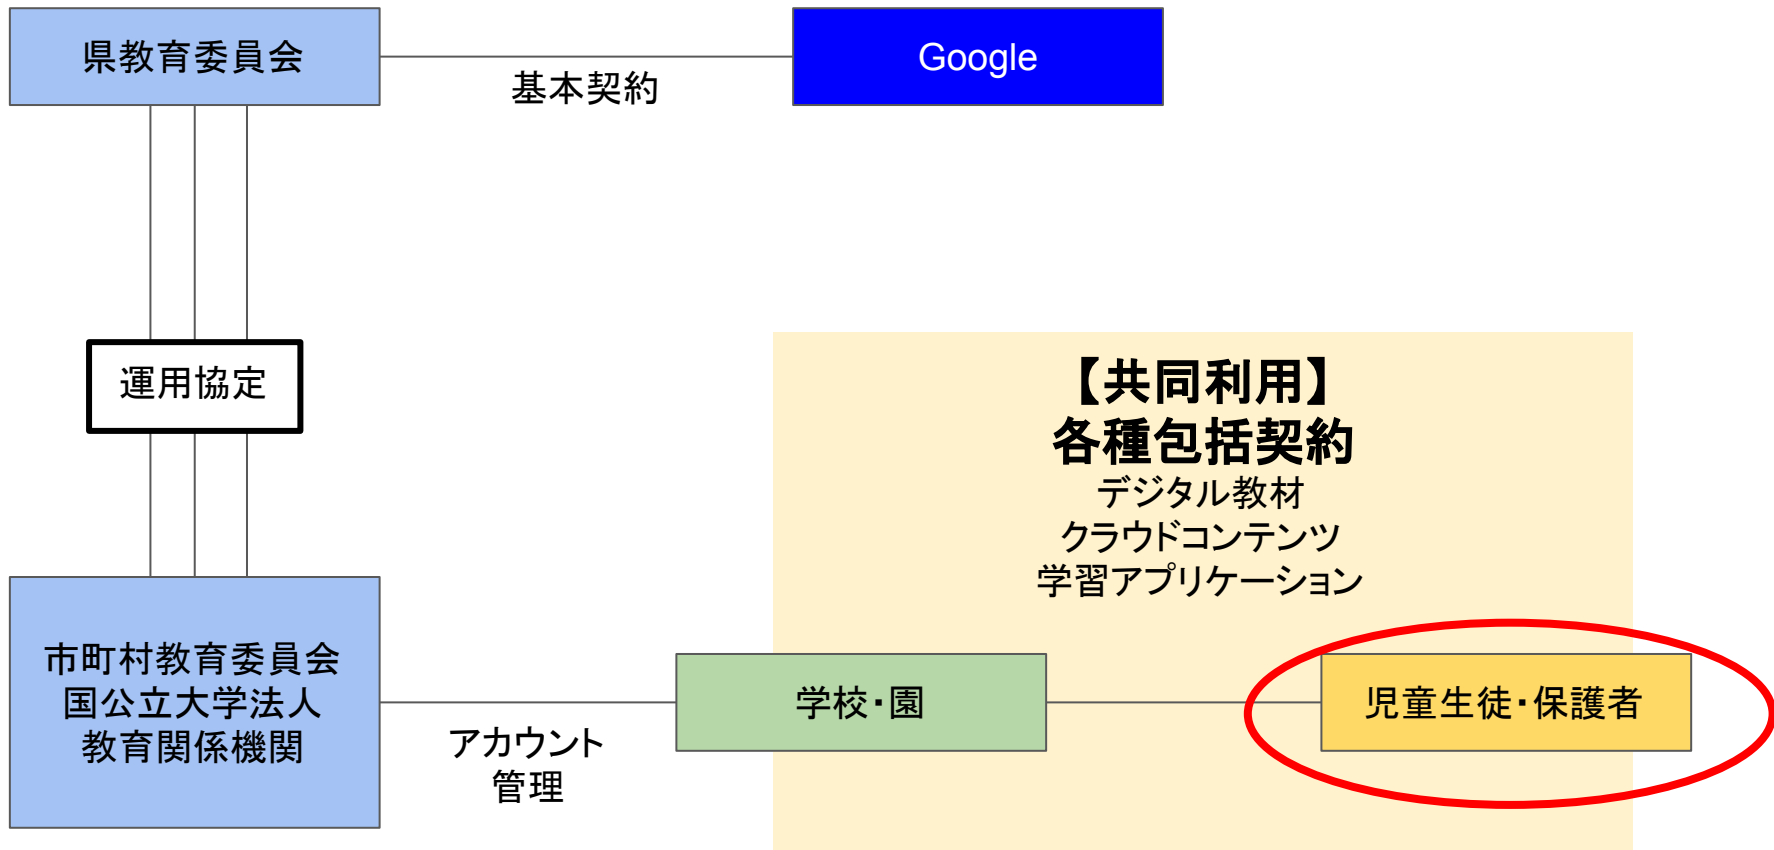 県教育委員会
基本契約
Google
運用協定
【共同利用】
各種包括契約
デジタル教材
クラウドコンテンツ
学習アプリケーション
市町村教育委員会
国公立大学法人
教育関係機関
アカウント
管理
学校・園
児童生徒・保護者